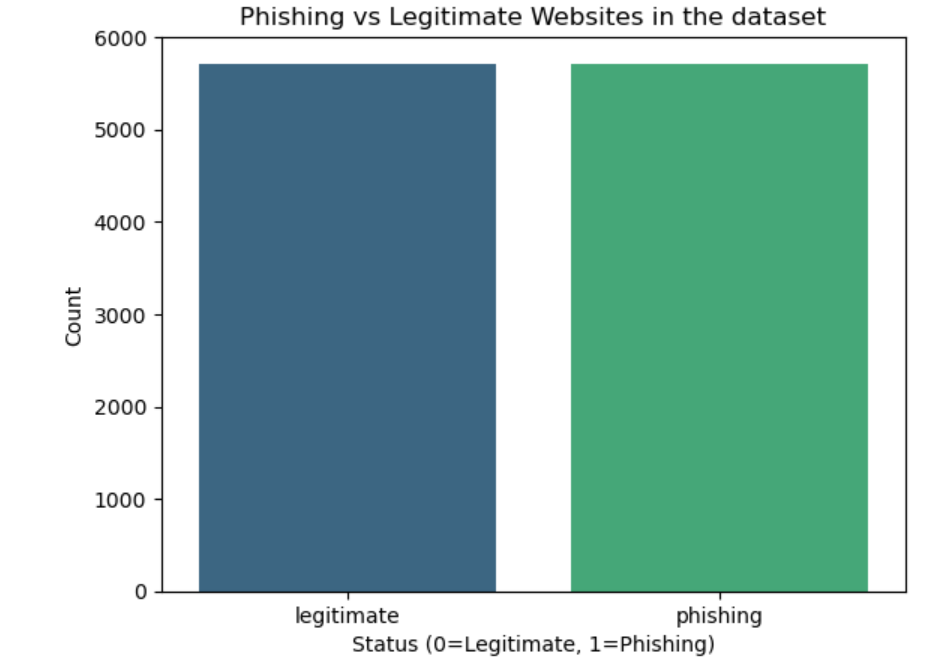 Phishing vs Legitimate Websites in the dataset
6000
5000
4000
3000
2000
1000
0
Count
legitimate phishing
Status (0=Legitimate, 1=Phishing)